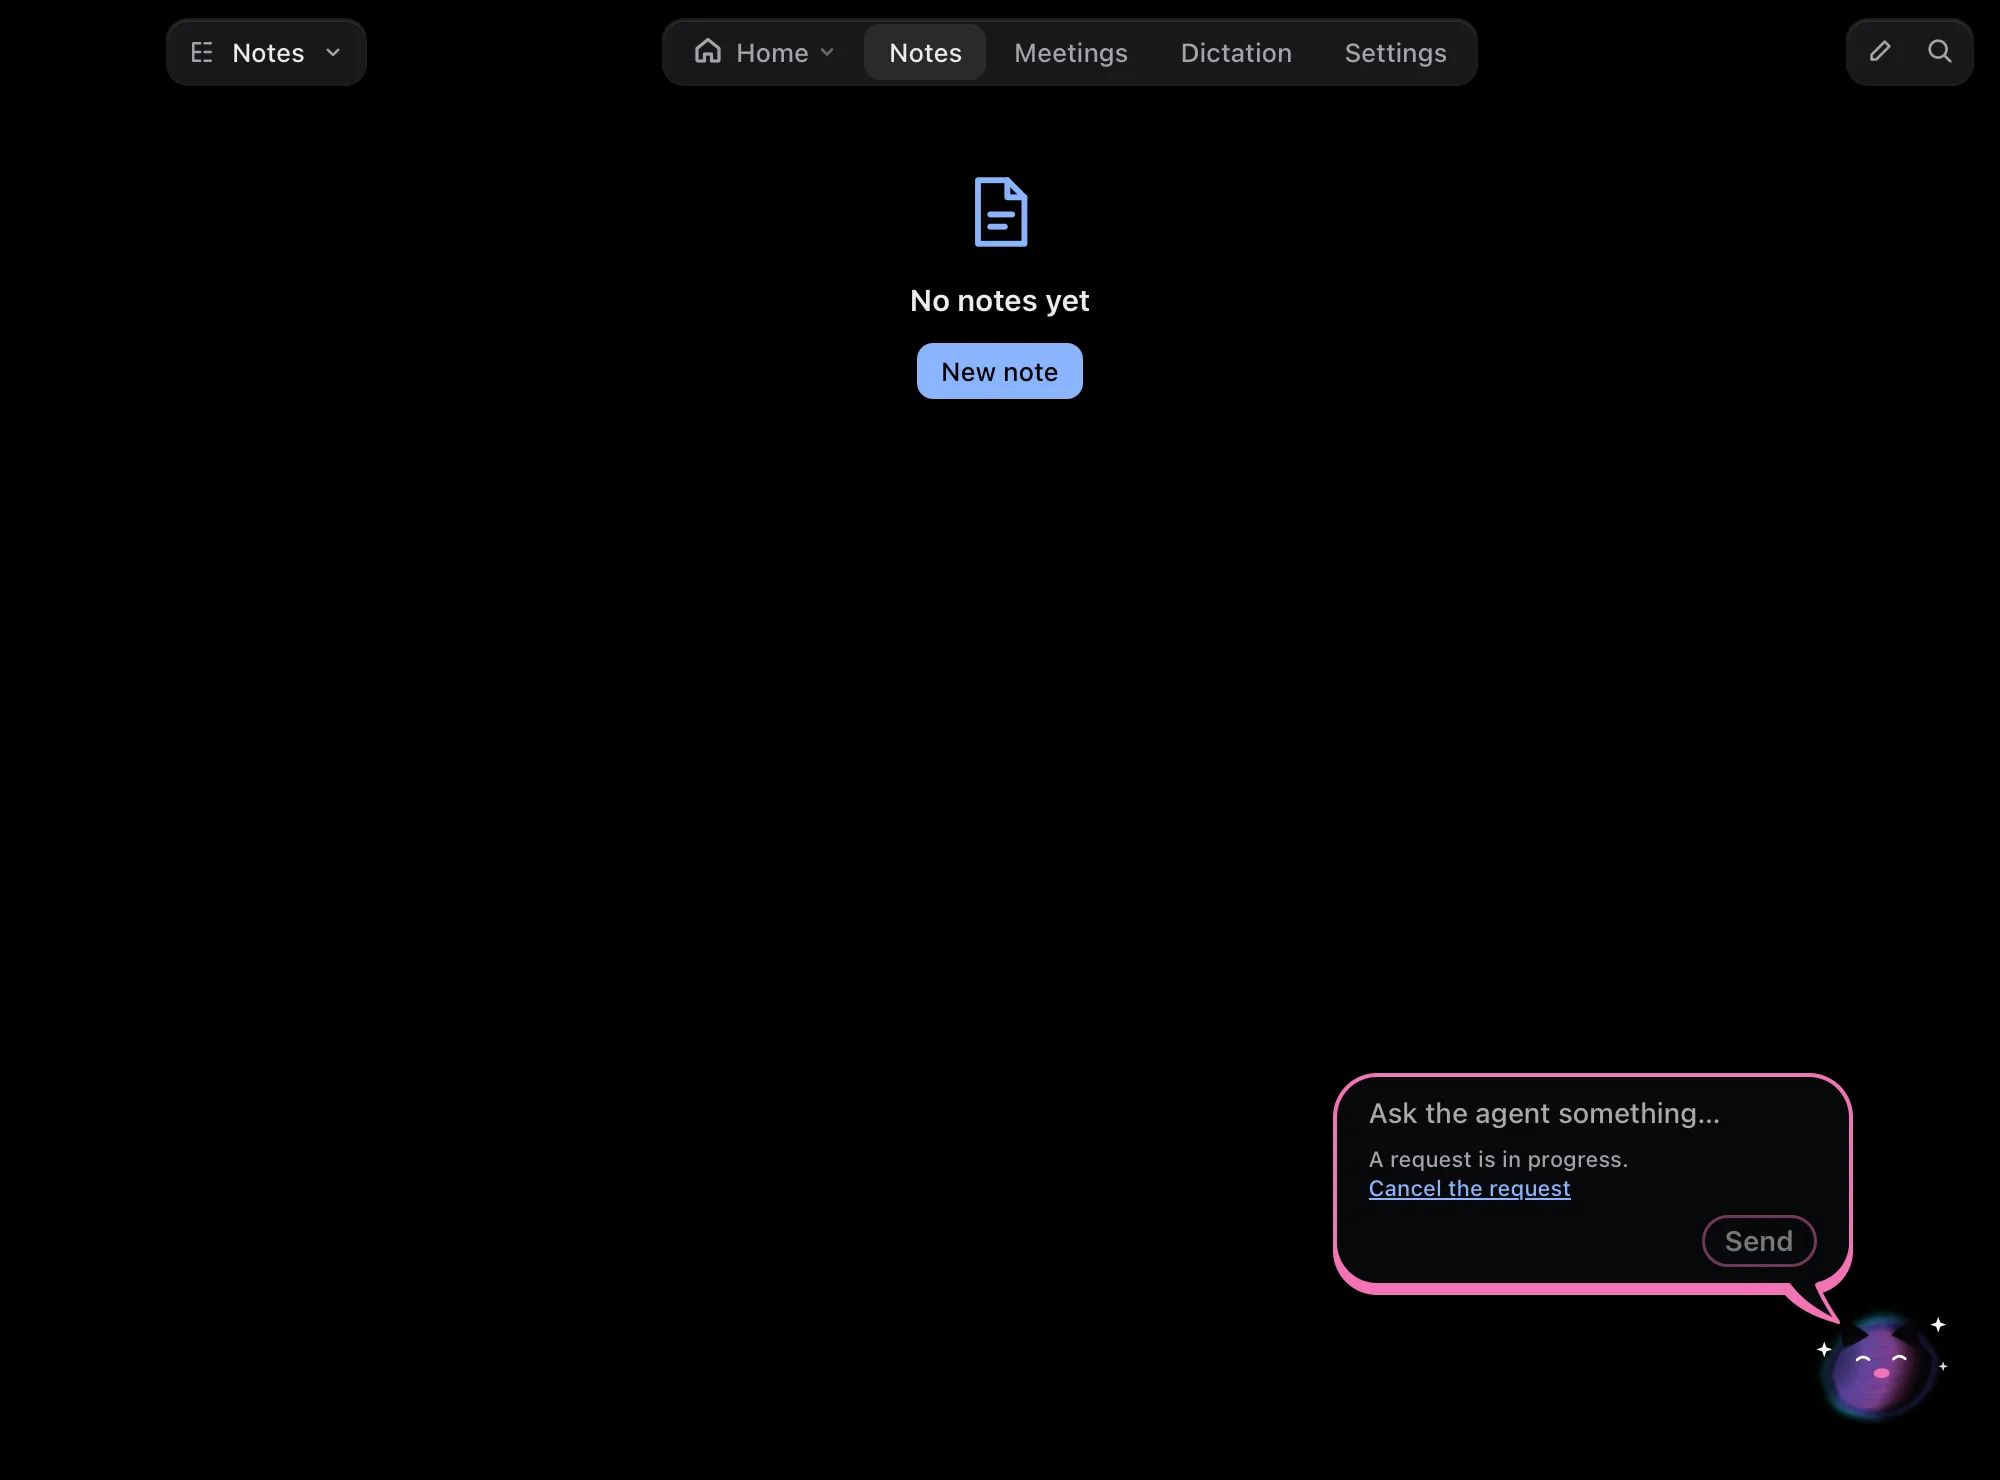 Notes
Home
Notes
Meetings
Dictation
Settings
No notes yet
New note
Ask the agent something...
A request is in progress.
Cancel the request
Send